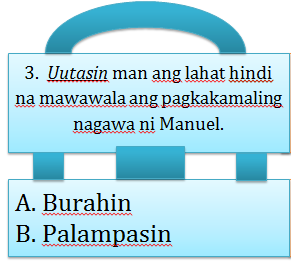 3. Uutasin man ang lahat hindi
na mawawala ang pagkakamaling
nagawa ni Manuel.
A. Burahin
B. Palampasin